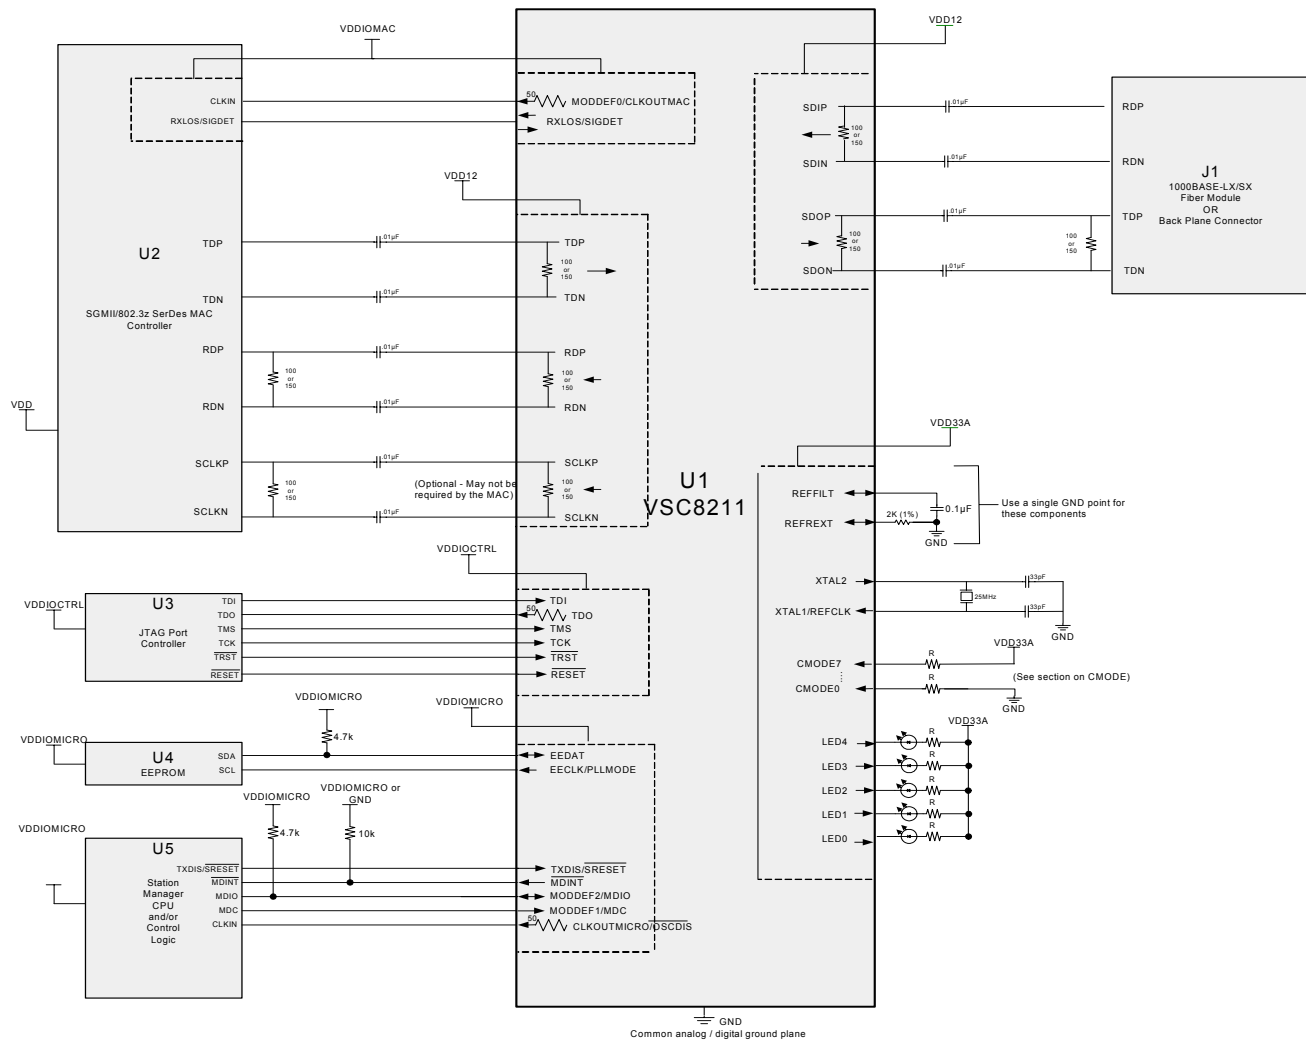 VDDIOMAC
VDD12
CLKIN
RXLOS/SIGDET
50
MODDEF0/CLKOUTMAC
RXLOS/SIGDET
SDIP
.01µF
RDP
100
or
150
SDIN
.01µF
RDN
J1
1000BASE-LX/SX
Fiber Module
OR
Back Plane Connector
SDOP
.01µF
TDP
100
or
150
100
or
150
SDON
.01µF
TDN
VDD12
U2
SGMII/802.3z SerDes MAC
Controller
TDP
.01µF
TDP
100
or
150
TDN
.01µF
TDN
RDP
.01µF
RDP
100
or
150
100
or
150
RDN
.01µF
RDN
VDD
SCLKP
.01µF
SCLKP
100
or
150
(Optional - May not be
required by the MAC)
100
or
150
SCLKN
.01µF
SCLKN
U1
VSC8211
VDD33A
REFFILT
0.1µF
REFREXT
2K (1%)
GND
Use a single GND point for
these components
XTAL2
33pF
25MHz
XTAL1/REFCLK
33pF
GND
VDD33A
CMODE7
R
CMODE0
R
(See section on CMODE)
GND
VDD33A
LED4
R
LED3
R
LED2
R
LED1
R
LED0
R
VDDIOCTRL
VDDIOCTRL
U3
JTAG Port
Controller
TDI
TDO
TMS
TCK
TRST
RESET
TDI
50
TDO
TMS
TCK
TRST
RESET
VDDIOMICRO
VDDIOMICRO
4.7k
VDDIOMICRO
U4
EEPROM
SDA
SCL
EEDAT
EECLK/PLLMODE
VDDIOMICRO
4.7k
VDDIOMICRO or
GND
10k
VDDIOMICRO
U5
Station
Manager
CPU
and/or
Control
Logic
TXDIS/SRESET
MDINT
MDIO
MDC
CLKIN
TXDIS/SRESET
MDINT
MODDEF2/MDIO
MODDEF1/MDC
50
CLKOUTMICRO/OSCDIS
GND
Common analog / digital ground plane